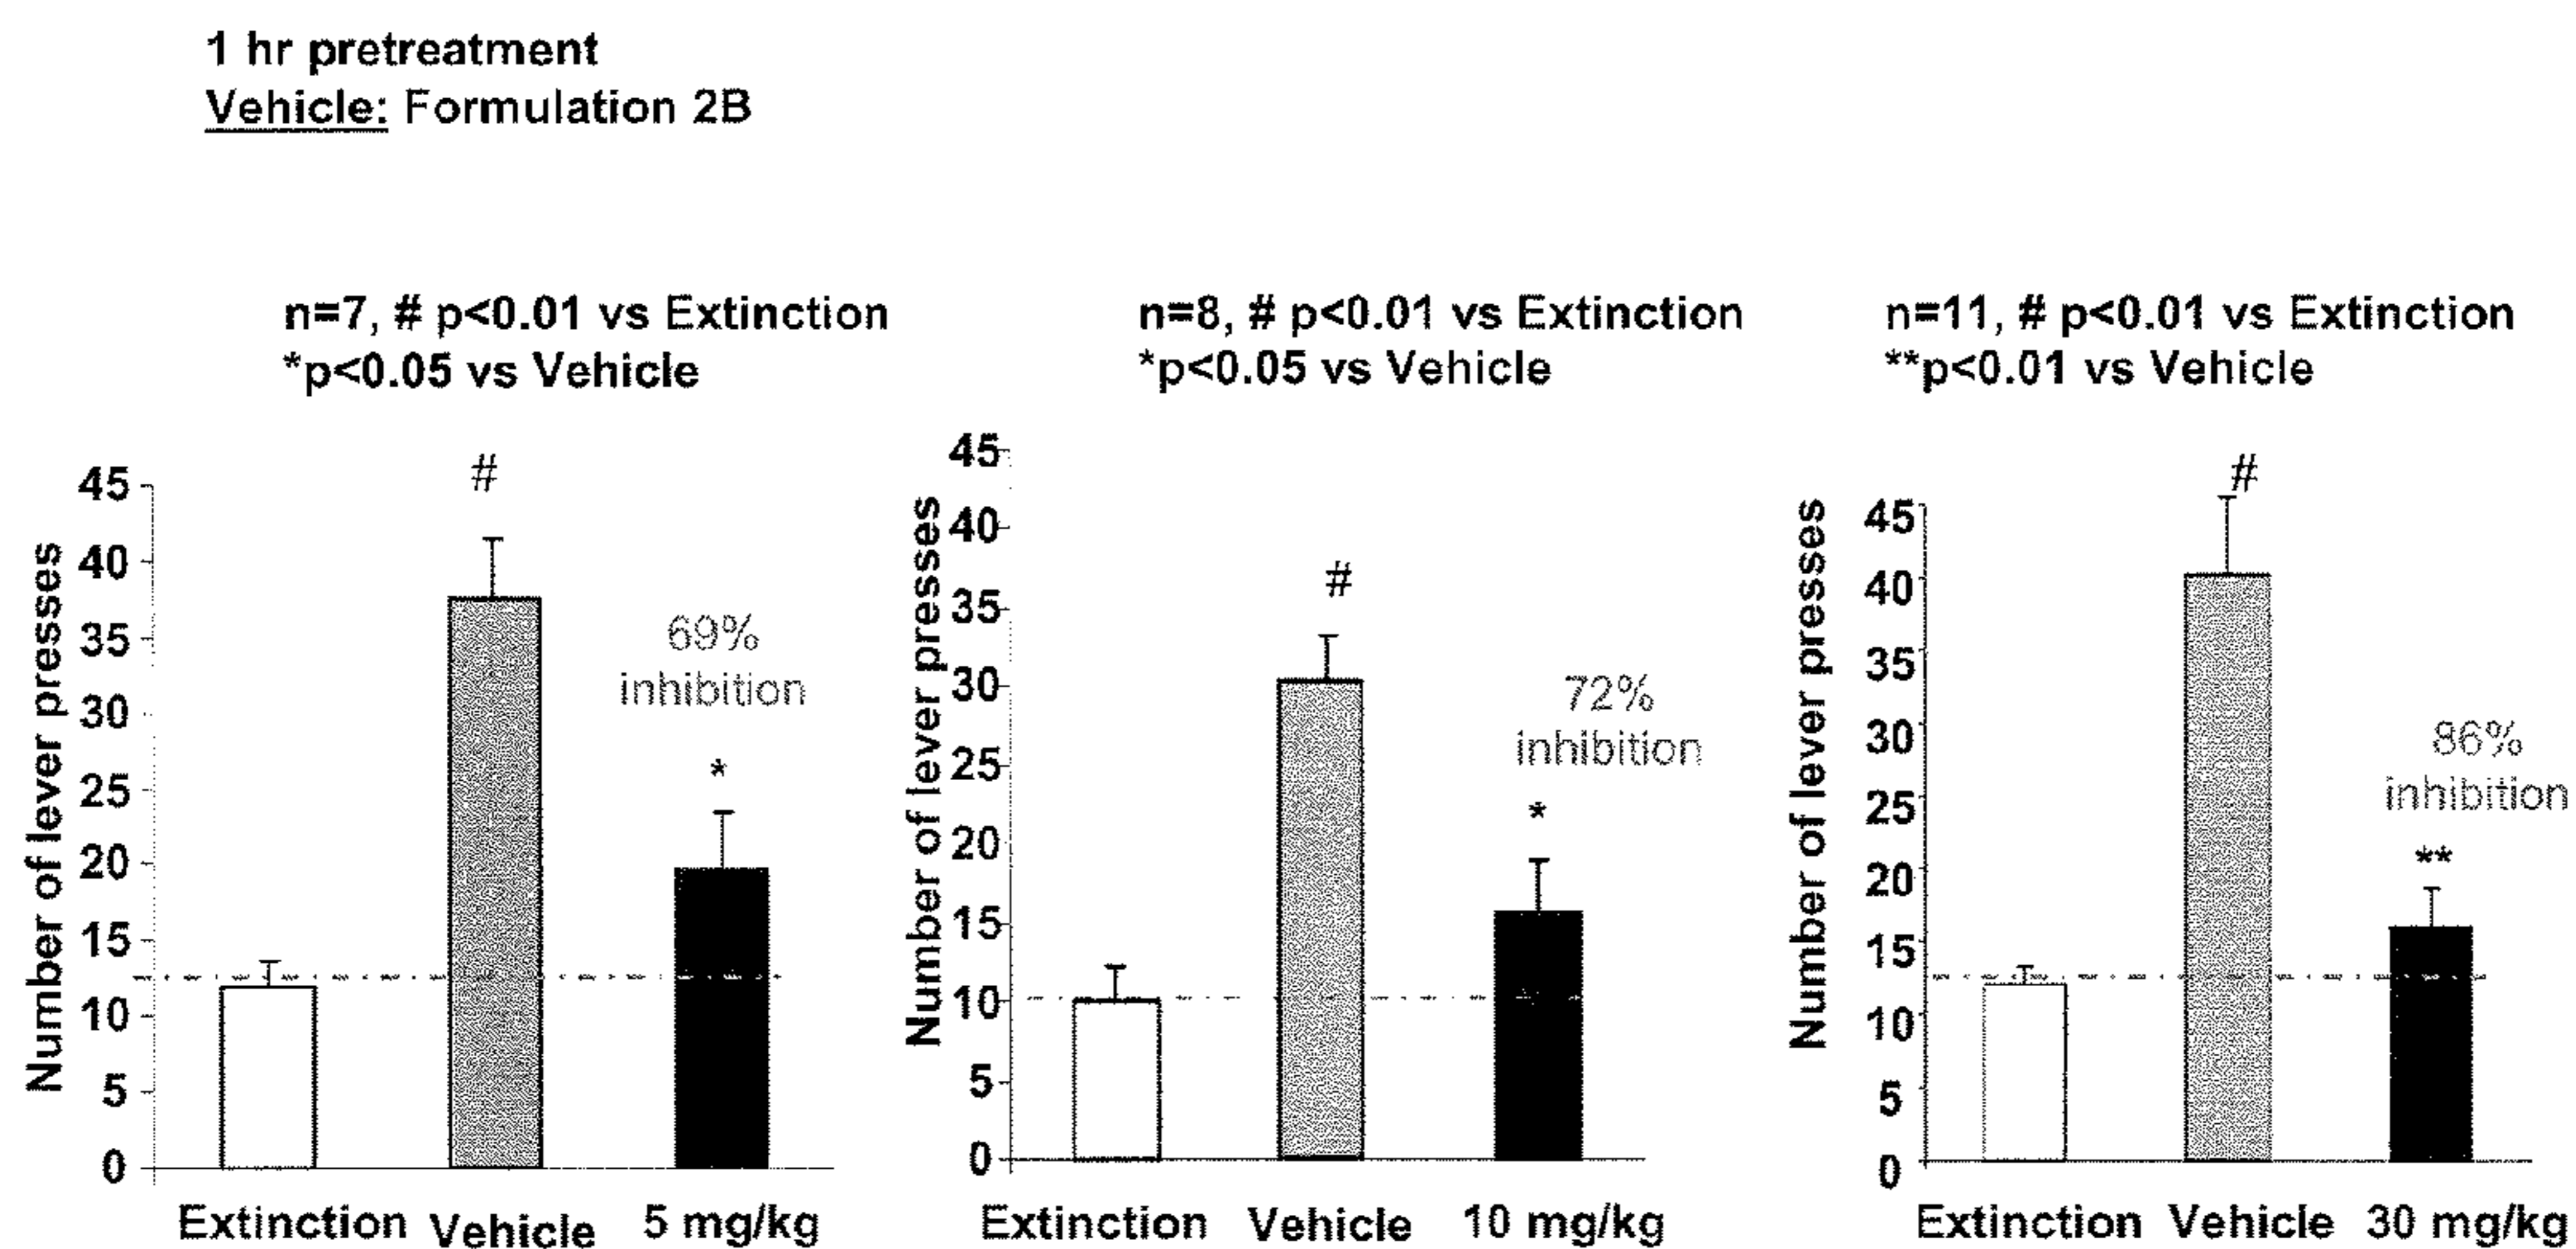 1 hr pretreatment
Vehicle: Formulation 2B
n=7, # p<0.01 vs Extinction
*p<0.05 vs Vehicle
Number of lever presses
45
40
35
30
25
20
15
10
5
0
#
69%
inhibition
*
Extinction Vehicle 5 mg/kg
n=8, # p<0.01 vs Extinction
*p<0.05 vs Vehicle
Number of lever presses
45
40
35
30
25
20
15
10
5
0
#
72%
inhibition
*
Extinction Vehicle 10 mg/kg
n=11, # p<0.01 vs Extinction
**p<0.01 vs Vehicle
Number of lever presses
45
40
35
30
25
20
15
10
5
0
#
86%
inhibition
**
Extinction Vehicle 30 mg/kg